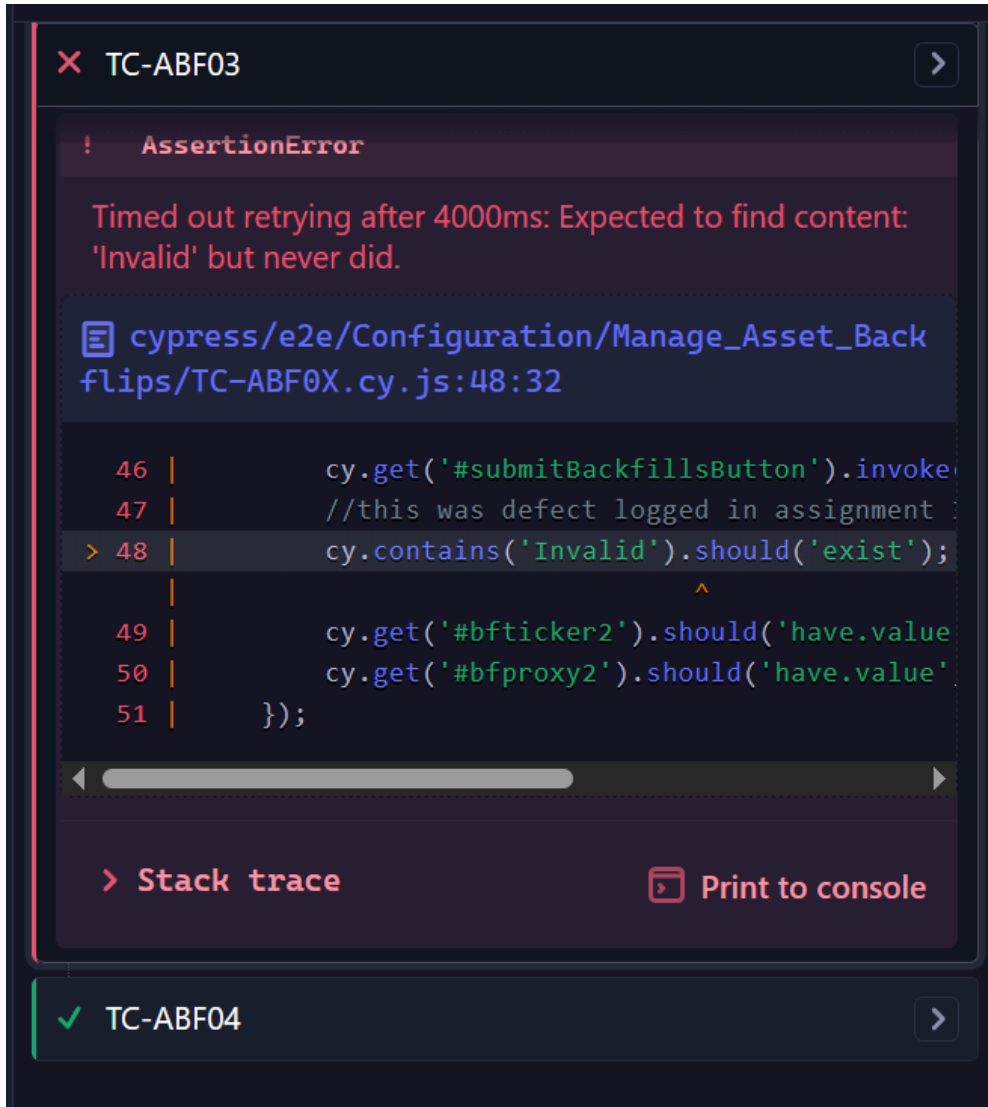 TC-ABF03
! AssertionError
Timed out retrying after 4000ms: Expected to find content:
'Invalid' but never did.
cypress/e2e/Configuration/Manage_Asset_Back
flips/TC-ABF0X.cy.js:48:32
46 | cy.get('#submitBackfillsButton').invoke(
47 | //this was defect logged in assignment
> 48 | cy.contains('Invalid').should('exist');
| ^
49 | cy.get('#bfticker2').should('have.value
50 | cy.get('#bfproxy2').should('have.value'
51 | });
> Stack trace
Print to console
TC-ABF04